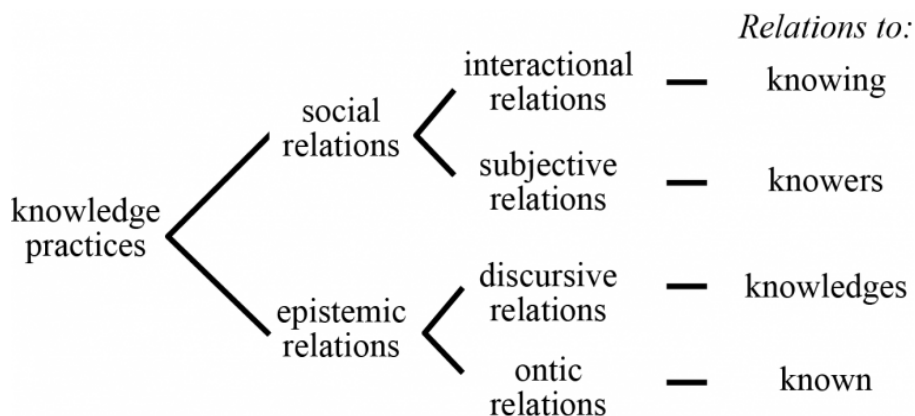 Relations to:
interactional
relations
knowing
social
relations
subjective
relations
knowers
knowledge
practices
discursive
relations
knowledges
epistemic
relations
ontic
relations
known